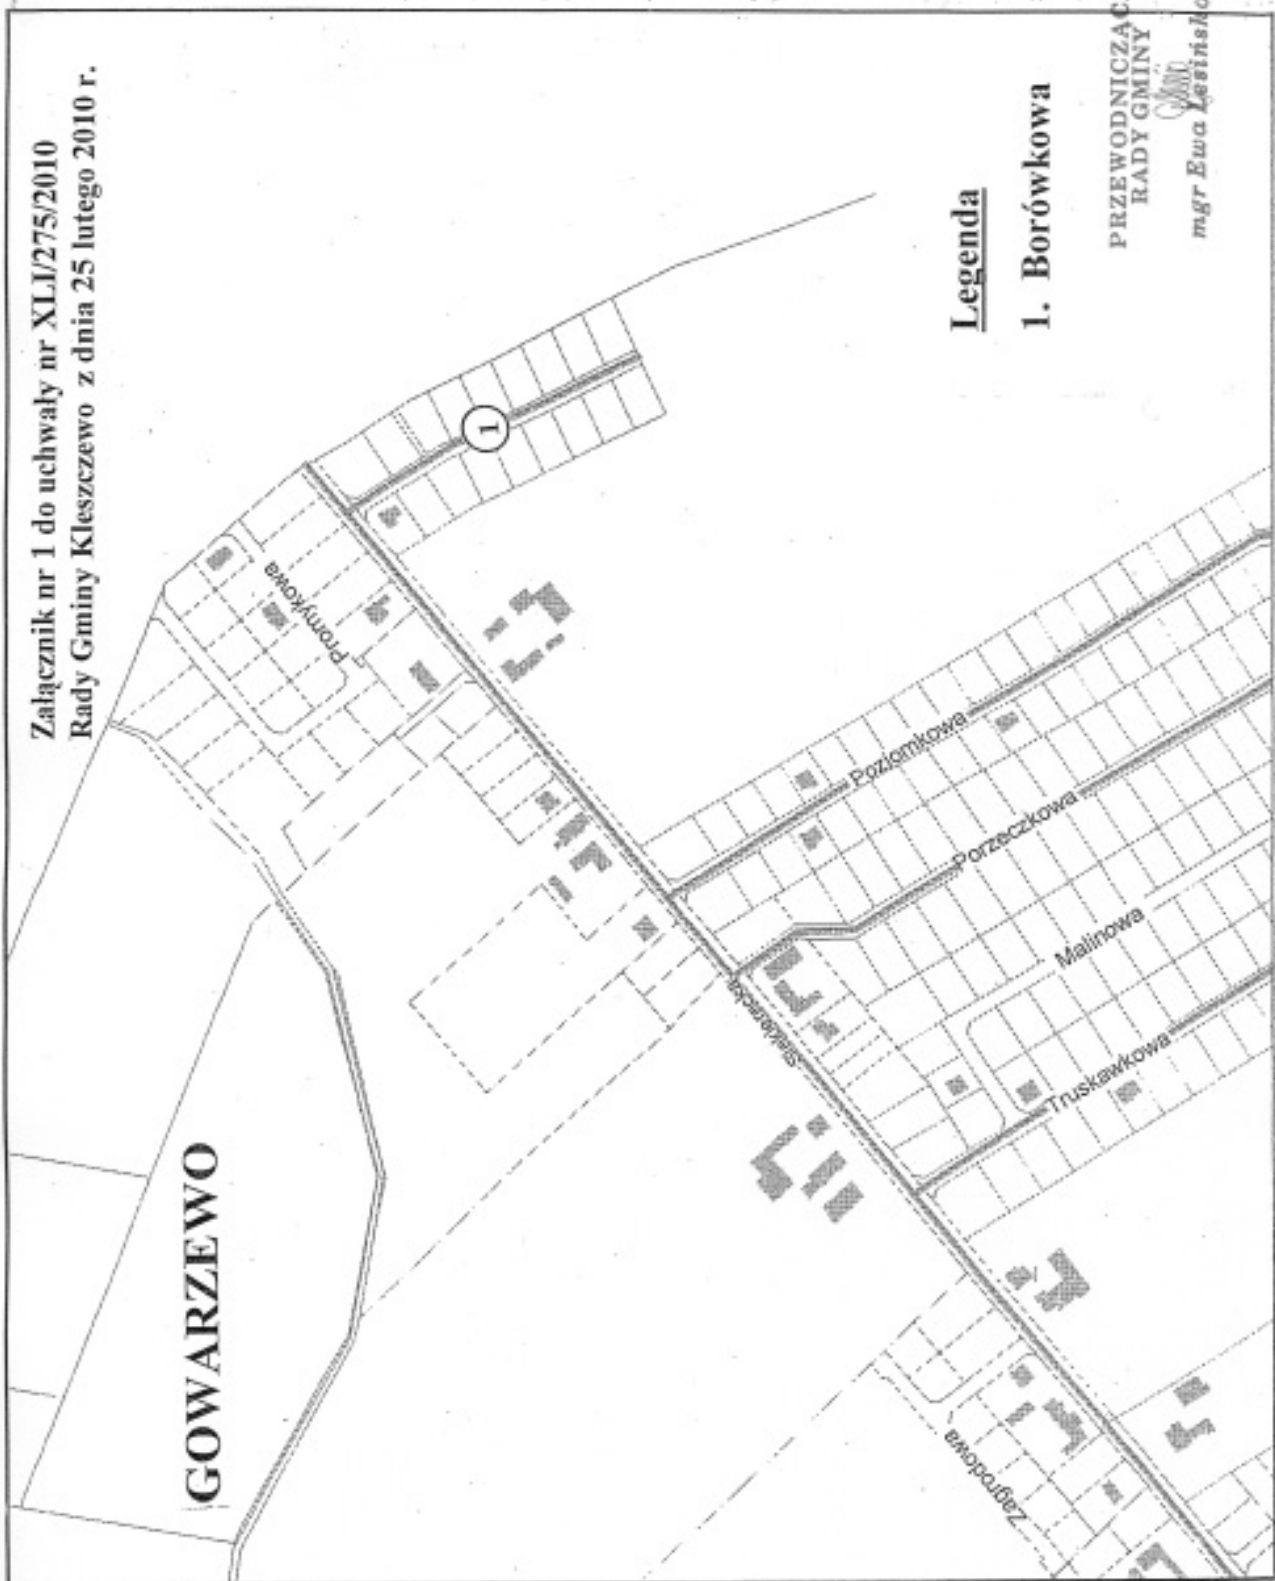 Załącznik nr 1 do uchwały nr XLI/275/2010
Rady Gminy Kleszczewo z dnia 25 lutego 2010 r.
GOWARZEWO
Promykowa
1
Siekierecka
Poziomkowa
Porzeczkowa
Malinowa
Truskawkowa
Zagrodowa
Legenda
1. Borówkowa
PRZEWODNICZĄC
RADY GMINY
mgr Ewa Lesińska